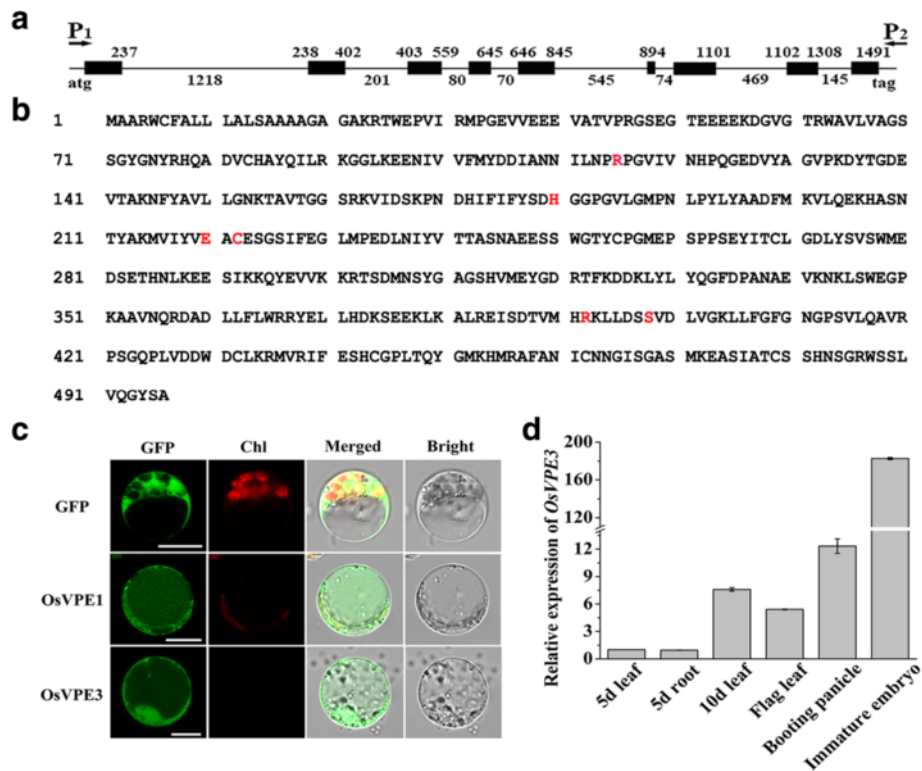 a
P1 P2
237 238 402 403 559 645 646 845 894 1101 1102 1308 1491
atg 1218 201 80 70 545 74 469 145 tag
b
1 MAARWCFALL LALSAAAAGA GAKRTWEPVI RMPGEVVEEE VATVPRGSEG TEEEEKDGVG TRWAVLVAGS
71 SGYGNYRHQA DVCHAYQILR KGGLKEENIV VFMYDDIANN ILNPRPGVIV NHPQGEDVYA GVPKDYTGDE
141 VTAKNFYAVL LGNKTAVTGG SRKVIDSKPN DHIFIFYSDH GGPGVLGMPN LPYLYAADFM KVLQEKHASN
211 TYAKMVIYVE ACESGSIFEG LMPEDLNIYV TTASNAEESS WGTYCPGMEP SPPSEYITCL GDLYSVSWME
281 DSETHNLKEE SIKKQYEVVK KRTSDMNSYG AGSHVMEYGD RTFKDDKLYL YQGFDPANAE VKNKLSWEGP
351 KAAVNQRDAD LLFLWRRYEL LHDKSEEKLK ALREISDTVM HRKLLDSSVD LVGKLLFGFG NGPSVLQAVR
421 PSGQPLVDDW DCLKRMVRIF ESHCGPLTQY GMKHMRAFAN ICNNGISGAS MKEASIATCS SHNSGRWSSL
491 VQGYSA
c
GFP Chl Merged Bright
GFP
OsVPE1
OsVPE3
d
Relative expression of OsVPE3
200
180
160
140
12
9
6
3
0
5d leaf 5d root 10d leaf Flag leaf Booting panicle Immature embryo